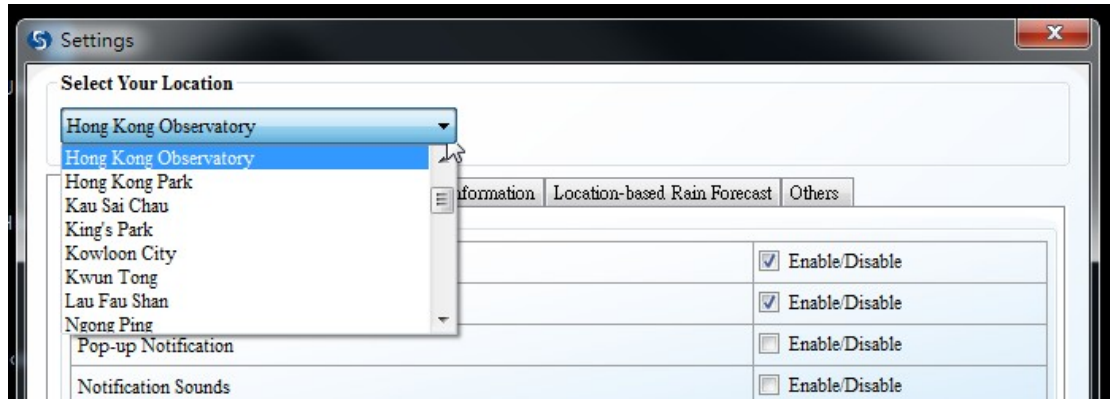 Settings
Select Your Location
Hong Kong Observatory
Hong Kong Observatory
Hong Kong Park
Kau Sai Chau
King's Park
Kowloon City
Kwun Tong
Lau Fau Shan
Ngong Ping
Location-based Rain Forecast Others
Enable/Disable
Enable/Disable
Pop-up Notification Enable/Disable
Notification Sounds Enable/Disable